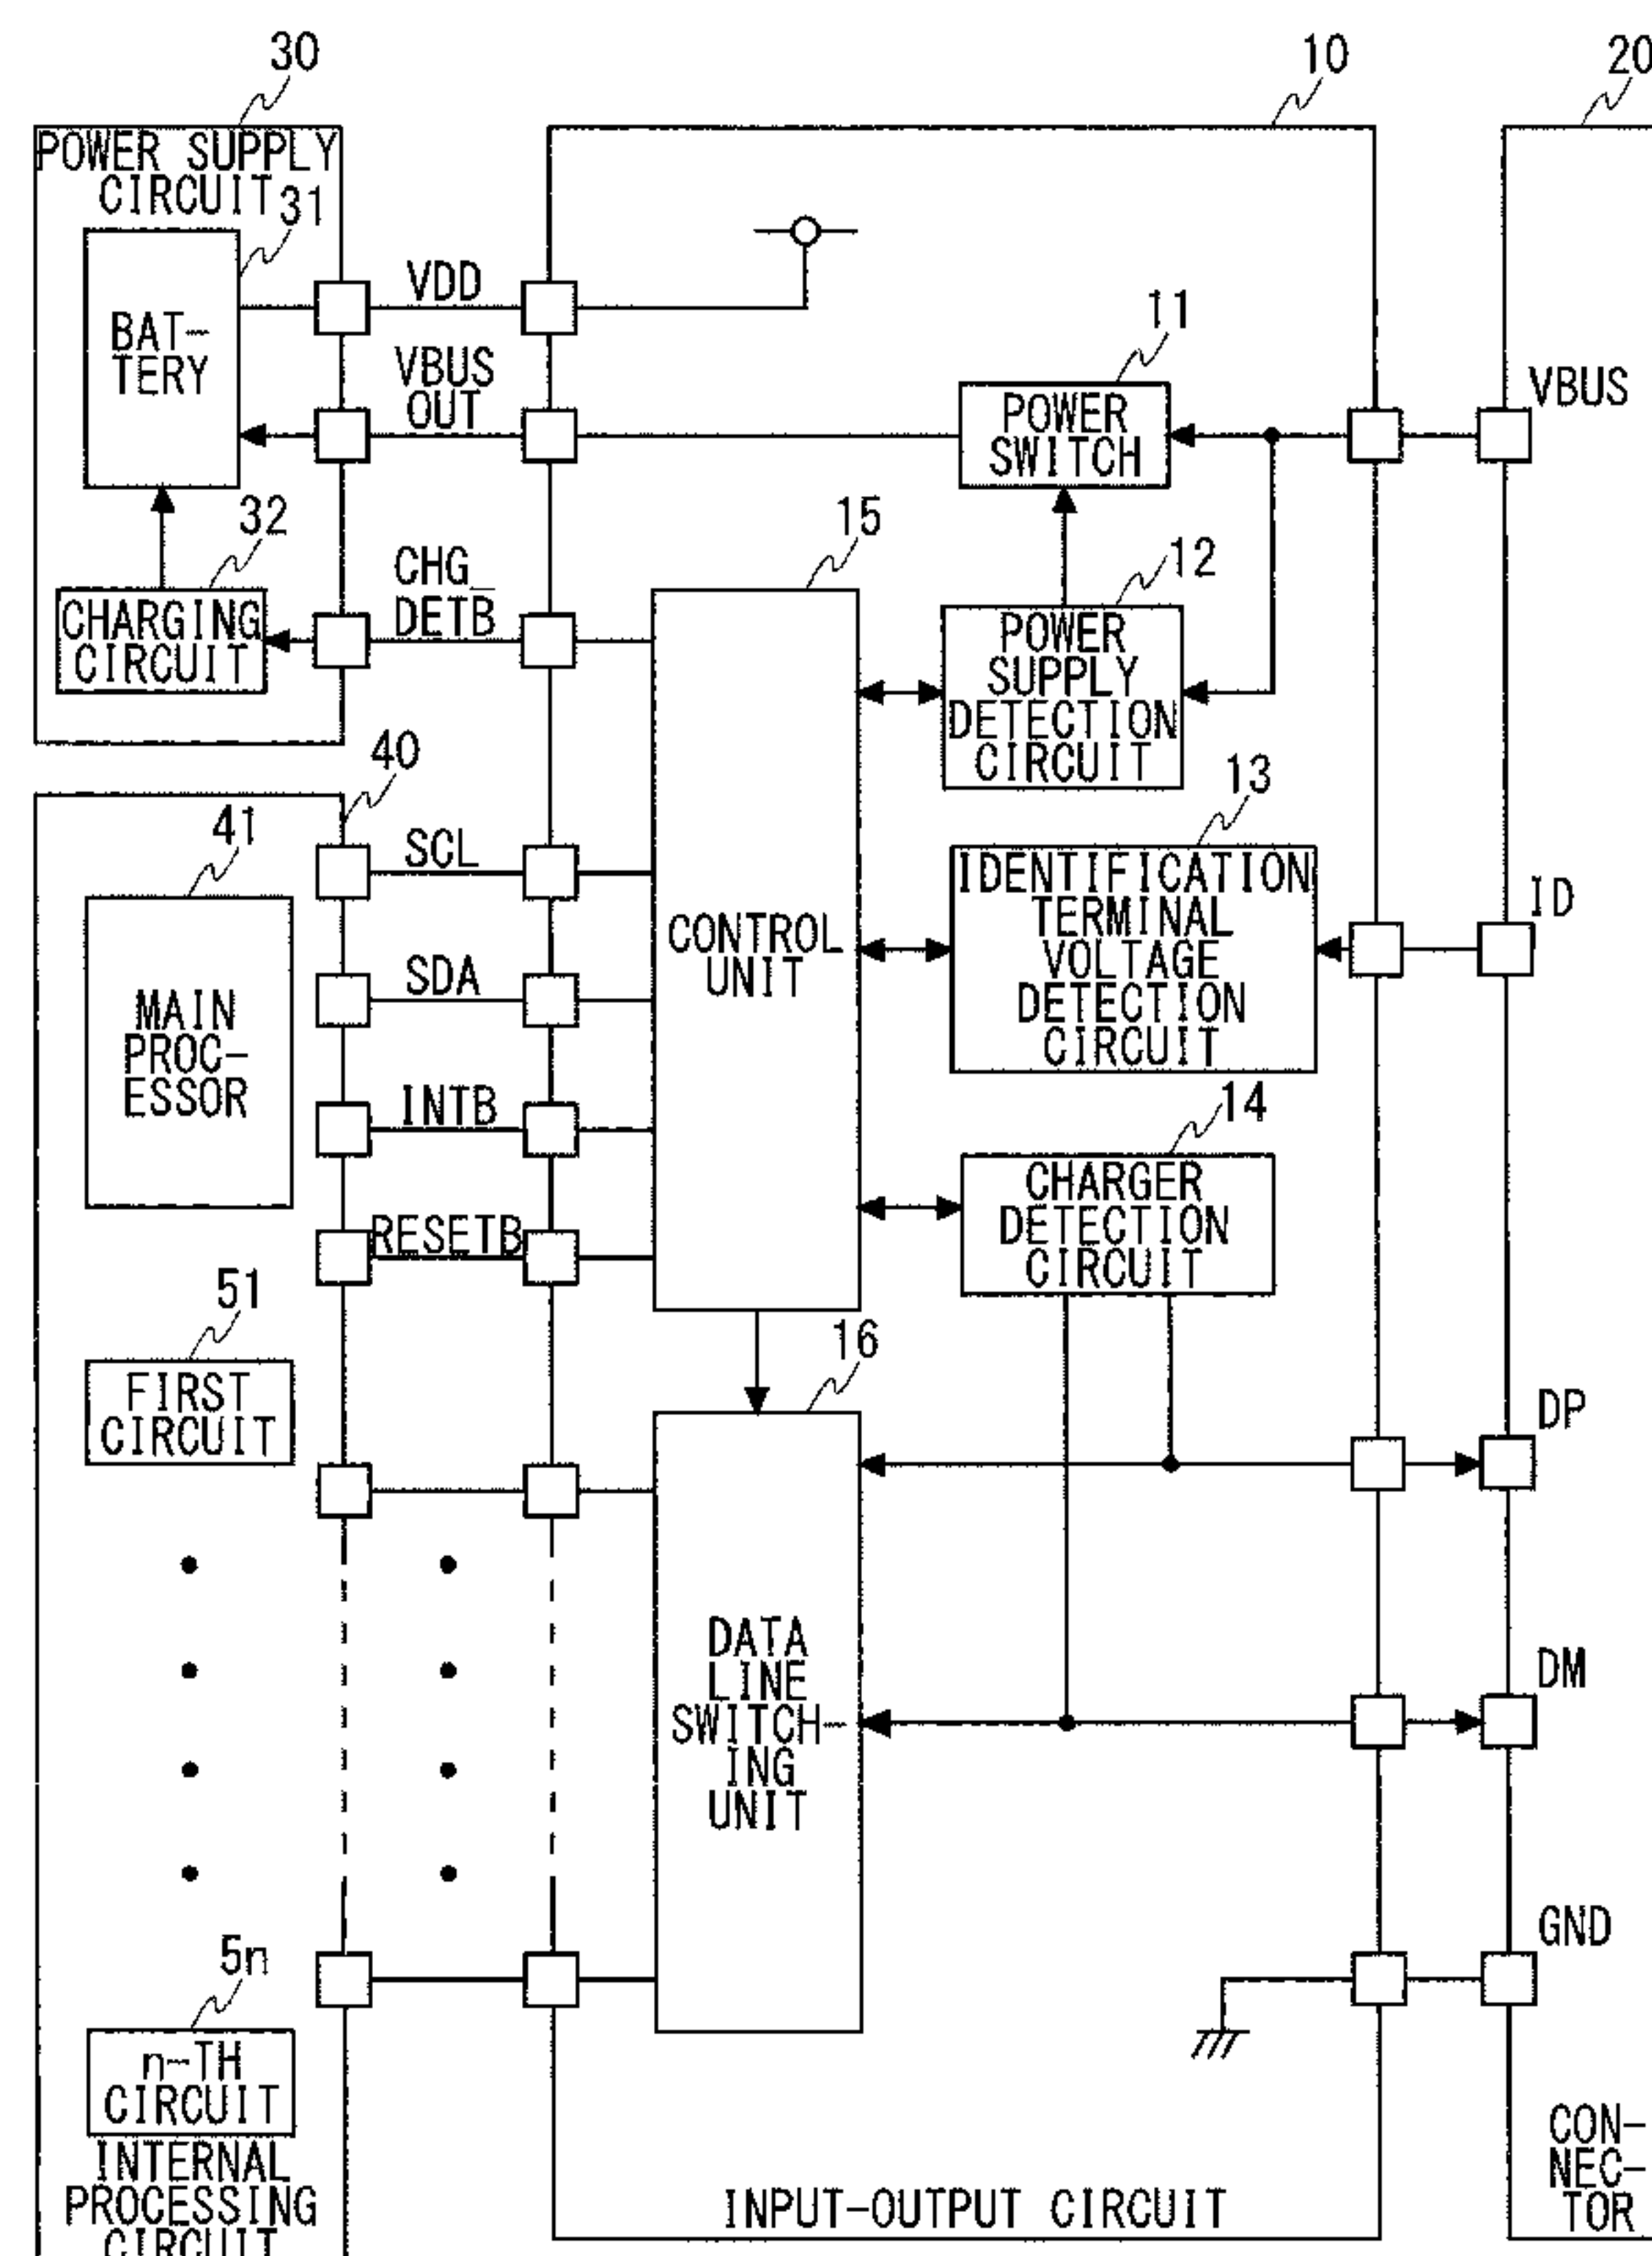 30
10
20
POWER SUPPLY
CIRCUIT
31
BAT-
TERY
VDD
VBUS
OUT
11
POWER
SWITCH
VBUS
32
CHARGING
CIRCUIT
CHG_
DETB
15
CONTROL
UNIT
12
POWER
SUPPLY
DETECTION
CIRCUIT
40
41
MAIN
PROC-
ESSOR
SCL
SDA
INTB
RESETB
13
IDENTIFICATION
TERMINAL
VOLTAGE
DETECTION
CIRCUIT
ID
14
CHARGER
DETECTION
CIRCUIT
51
FIRST
CIRCUIT
16
DATA
LINE
SWITCH-
ING
UNIT
DP
DM
GND
5n
n-TH
CIRCUIT
INTERNAL
PROCESSING
CIRCUIT
INPUT-OUTPUT CIRCUIT
CON-
NEC-
TOR